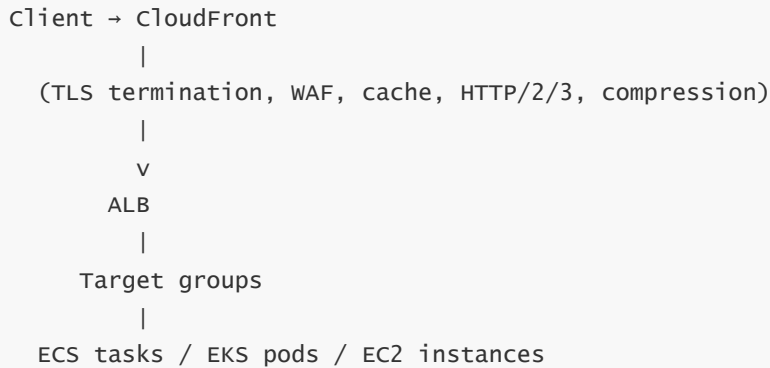 Client → CloudFront
|
(TLS termination, WAF, cache, HTTP/2/3, compression)
|
v
ALB
|
Target groups
|
ECS tasks / EKS pods / EC2 instances